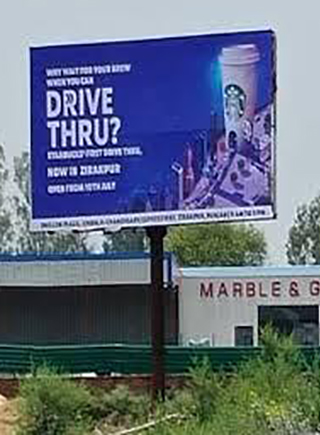 WHY WAIT FOR YOUR BREW
WHEN YOU CAN
DRIVE
THRU?
STARBUCKS' FIRST DRIVE THRU,
NOW IN ZIRAKPUR
OPEN FROM 10TH JULY
MARBLE & G